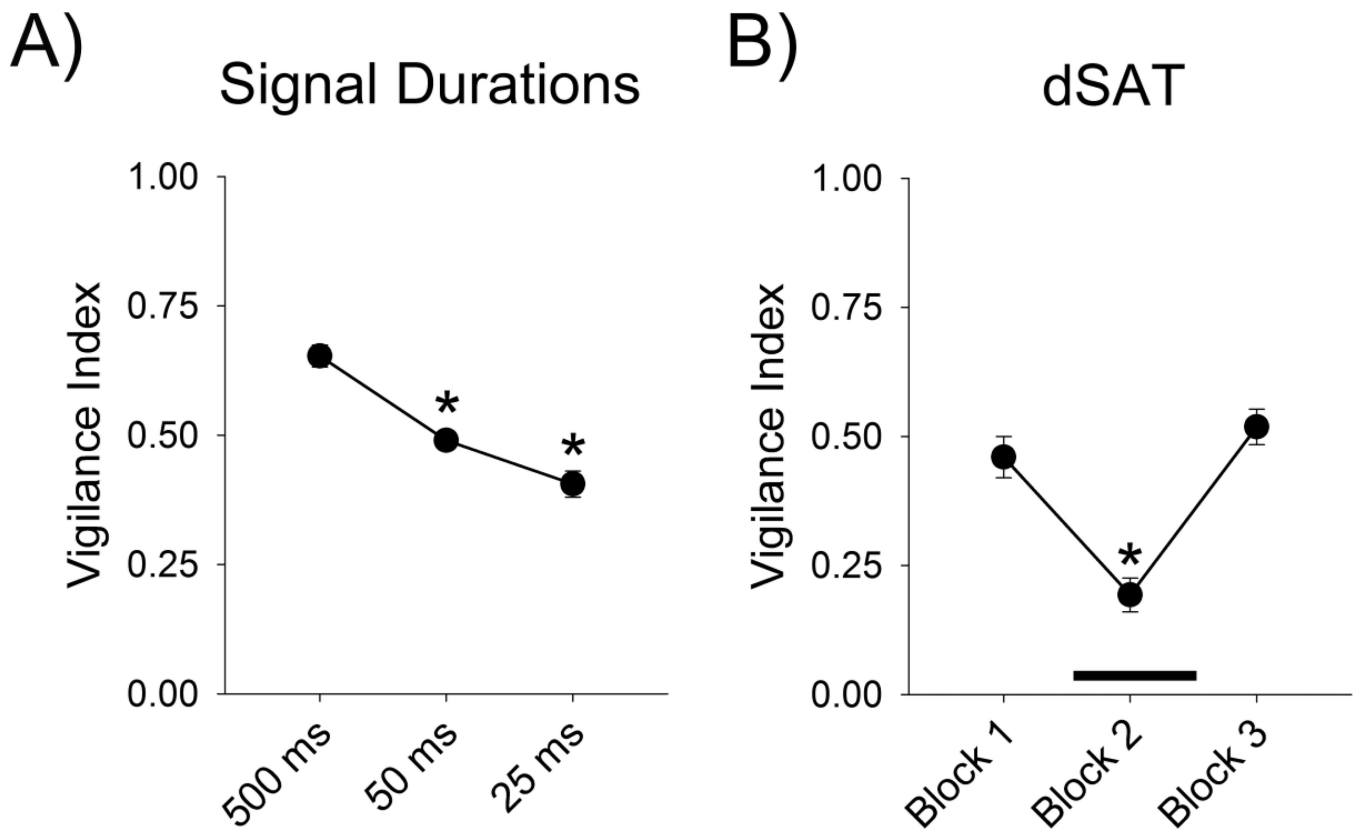 A)
Signal Durations
Vigilance Index
1.00
0.75
0.50
0.25
0.00
*
*
500 ms
50 ms
25 ms
B)
dSAT
Vigilance Index
1.00
0.75
0.50
0.25
0.00
*
Block 1
Block 2
Block 3